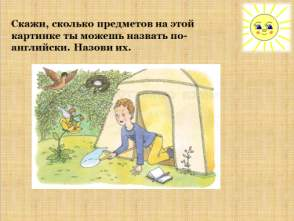 Скажи, сколько предметов на этой
картинке ты можешь назвать по-
английски. Назови их.